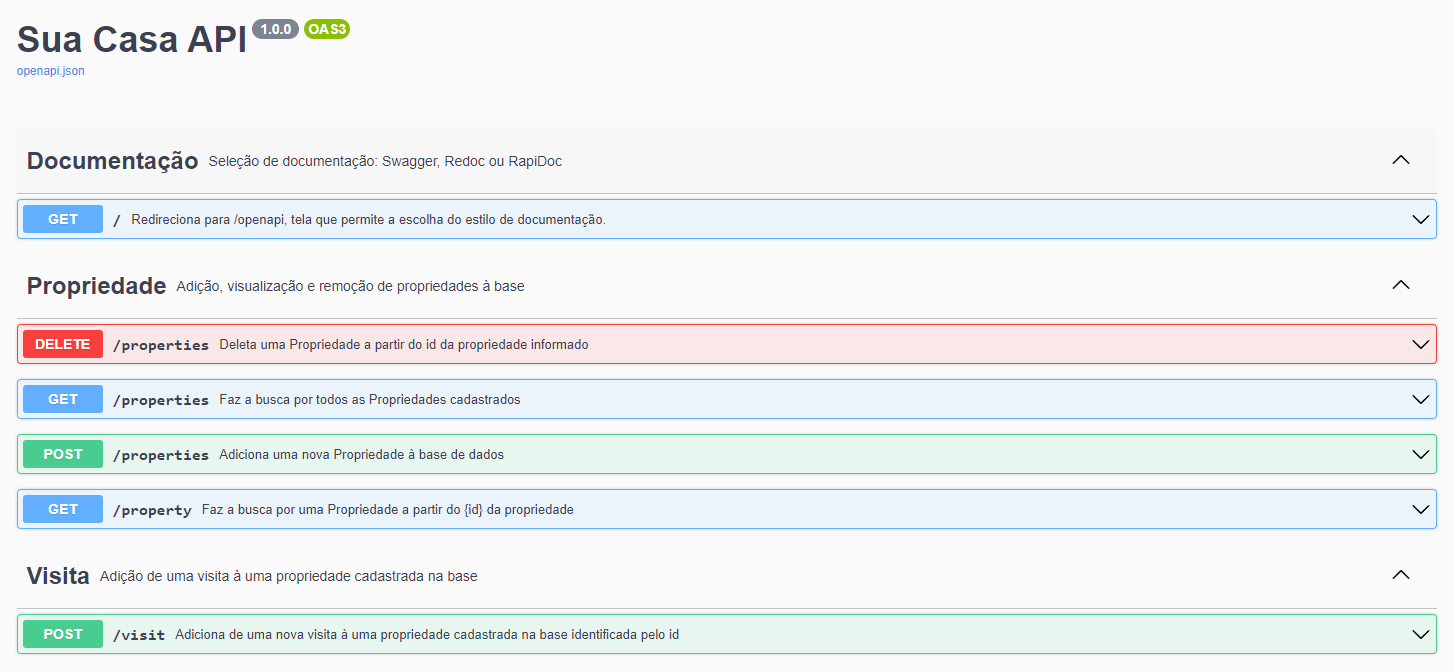 Sua Casa API 1.0.0 OAS3
openapi.json
Documentação Seleção de documentação: Swagger, Redoc ou RapiDoc
GET / Redireciona para /openapi, tela que permite a escolha do estilo de documentação.
Propriedade Adição, visualização e remoção de propriedades à base
DELETE /properties Deleta uma Propriedade a partir do id da propriedade informado
GET /properties Faz a busca por todos as Propriedades cadastrados
POST /properties Adiciona uma nova Propriedade à base de dados
GET /property Faz a busca por uma Propriedade a partir do {id} da propriedade
Visita Adição de uma visita à uma propriedade cadastrada na base
POST /visit Adiciona de uma nova visita à uma propriedade cadastrada na base identificada pelo id